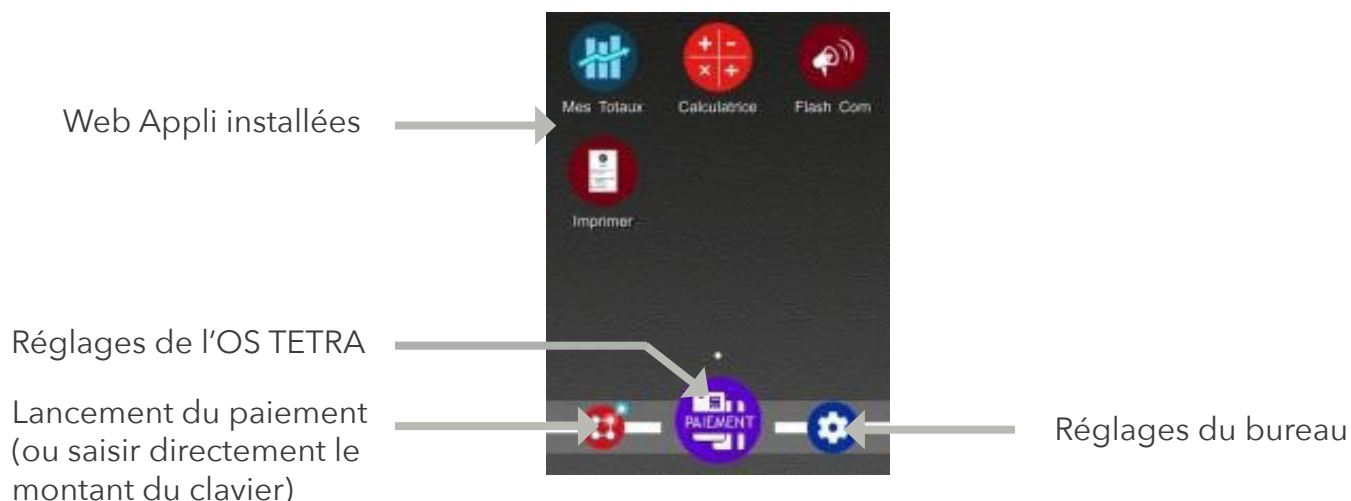 Mes Totaux
Calculatrice
Flash Com
Web Appli installées
Imprimer
Réglages de l'OS TETRA
Lancement du paiement
(ou saisir directement le
montant du clavier)
PAIEMENT
Réglages du bureau